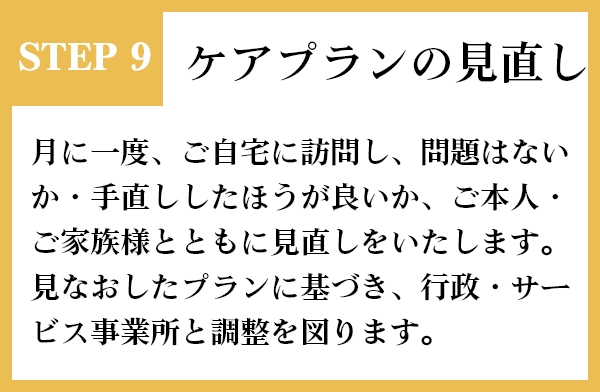 STEP 9
ケアプランの見直し
月に一度、ご自宅に訪問し、問題はない
か・手直ししたほうが良いか、ご本人・
ご家族様とともに見直しをいたします。
見なおしたプランに基づき、行政・サー
ビス事業所と調整を図ります。